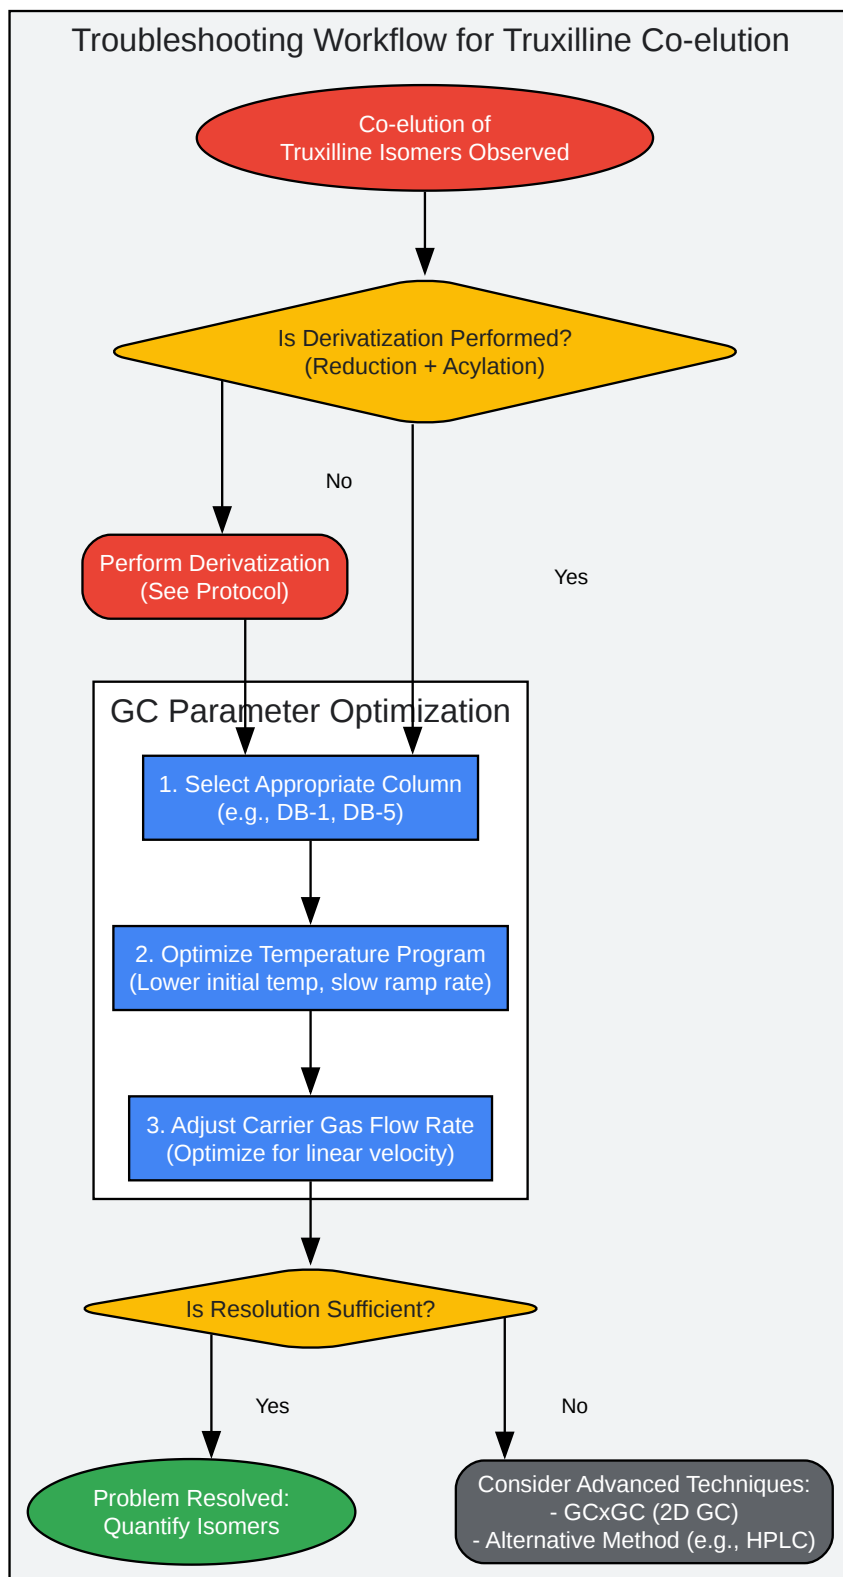 Troubleshooting Workflow for Truxilline Co-elution
Co-elution of
Truxilline Isomers Observed
Is Derivatization Performed?
(Reduction + Acylation)
No
Perform Derivatization
(See Protocol)
Yes
GC Parameter Optimization
1. Select Appropriate Column
(e.g., DB-1, DB-5)
2. Optimize Temperature Program
(Lower initial temp, slow ramp rate)
3. Adjust Carrier Gas Flow Rate
(Optimize for linear velocity)
Is Resolution Sufficient?
Yes
No
Problem Resolved:
Quantify Isomers
Consider Advanced Techniques:
- GCxGC (2D GC)
- Alternative Method (e.g., HPLC)